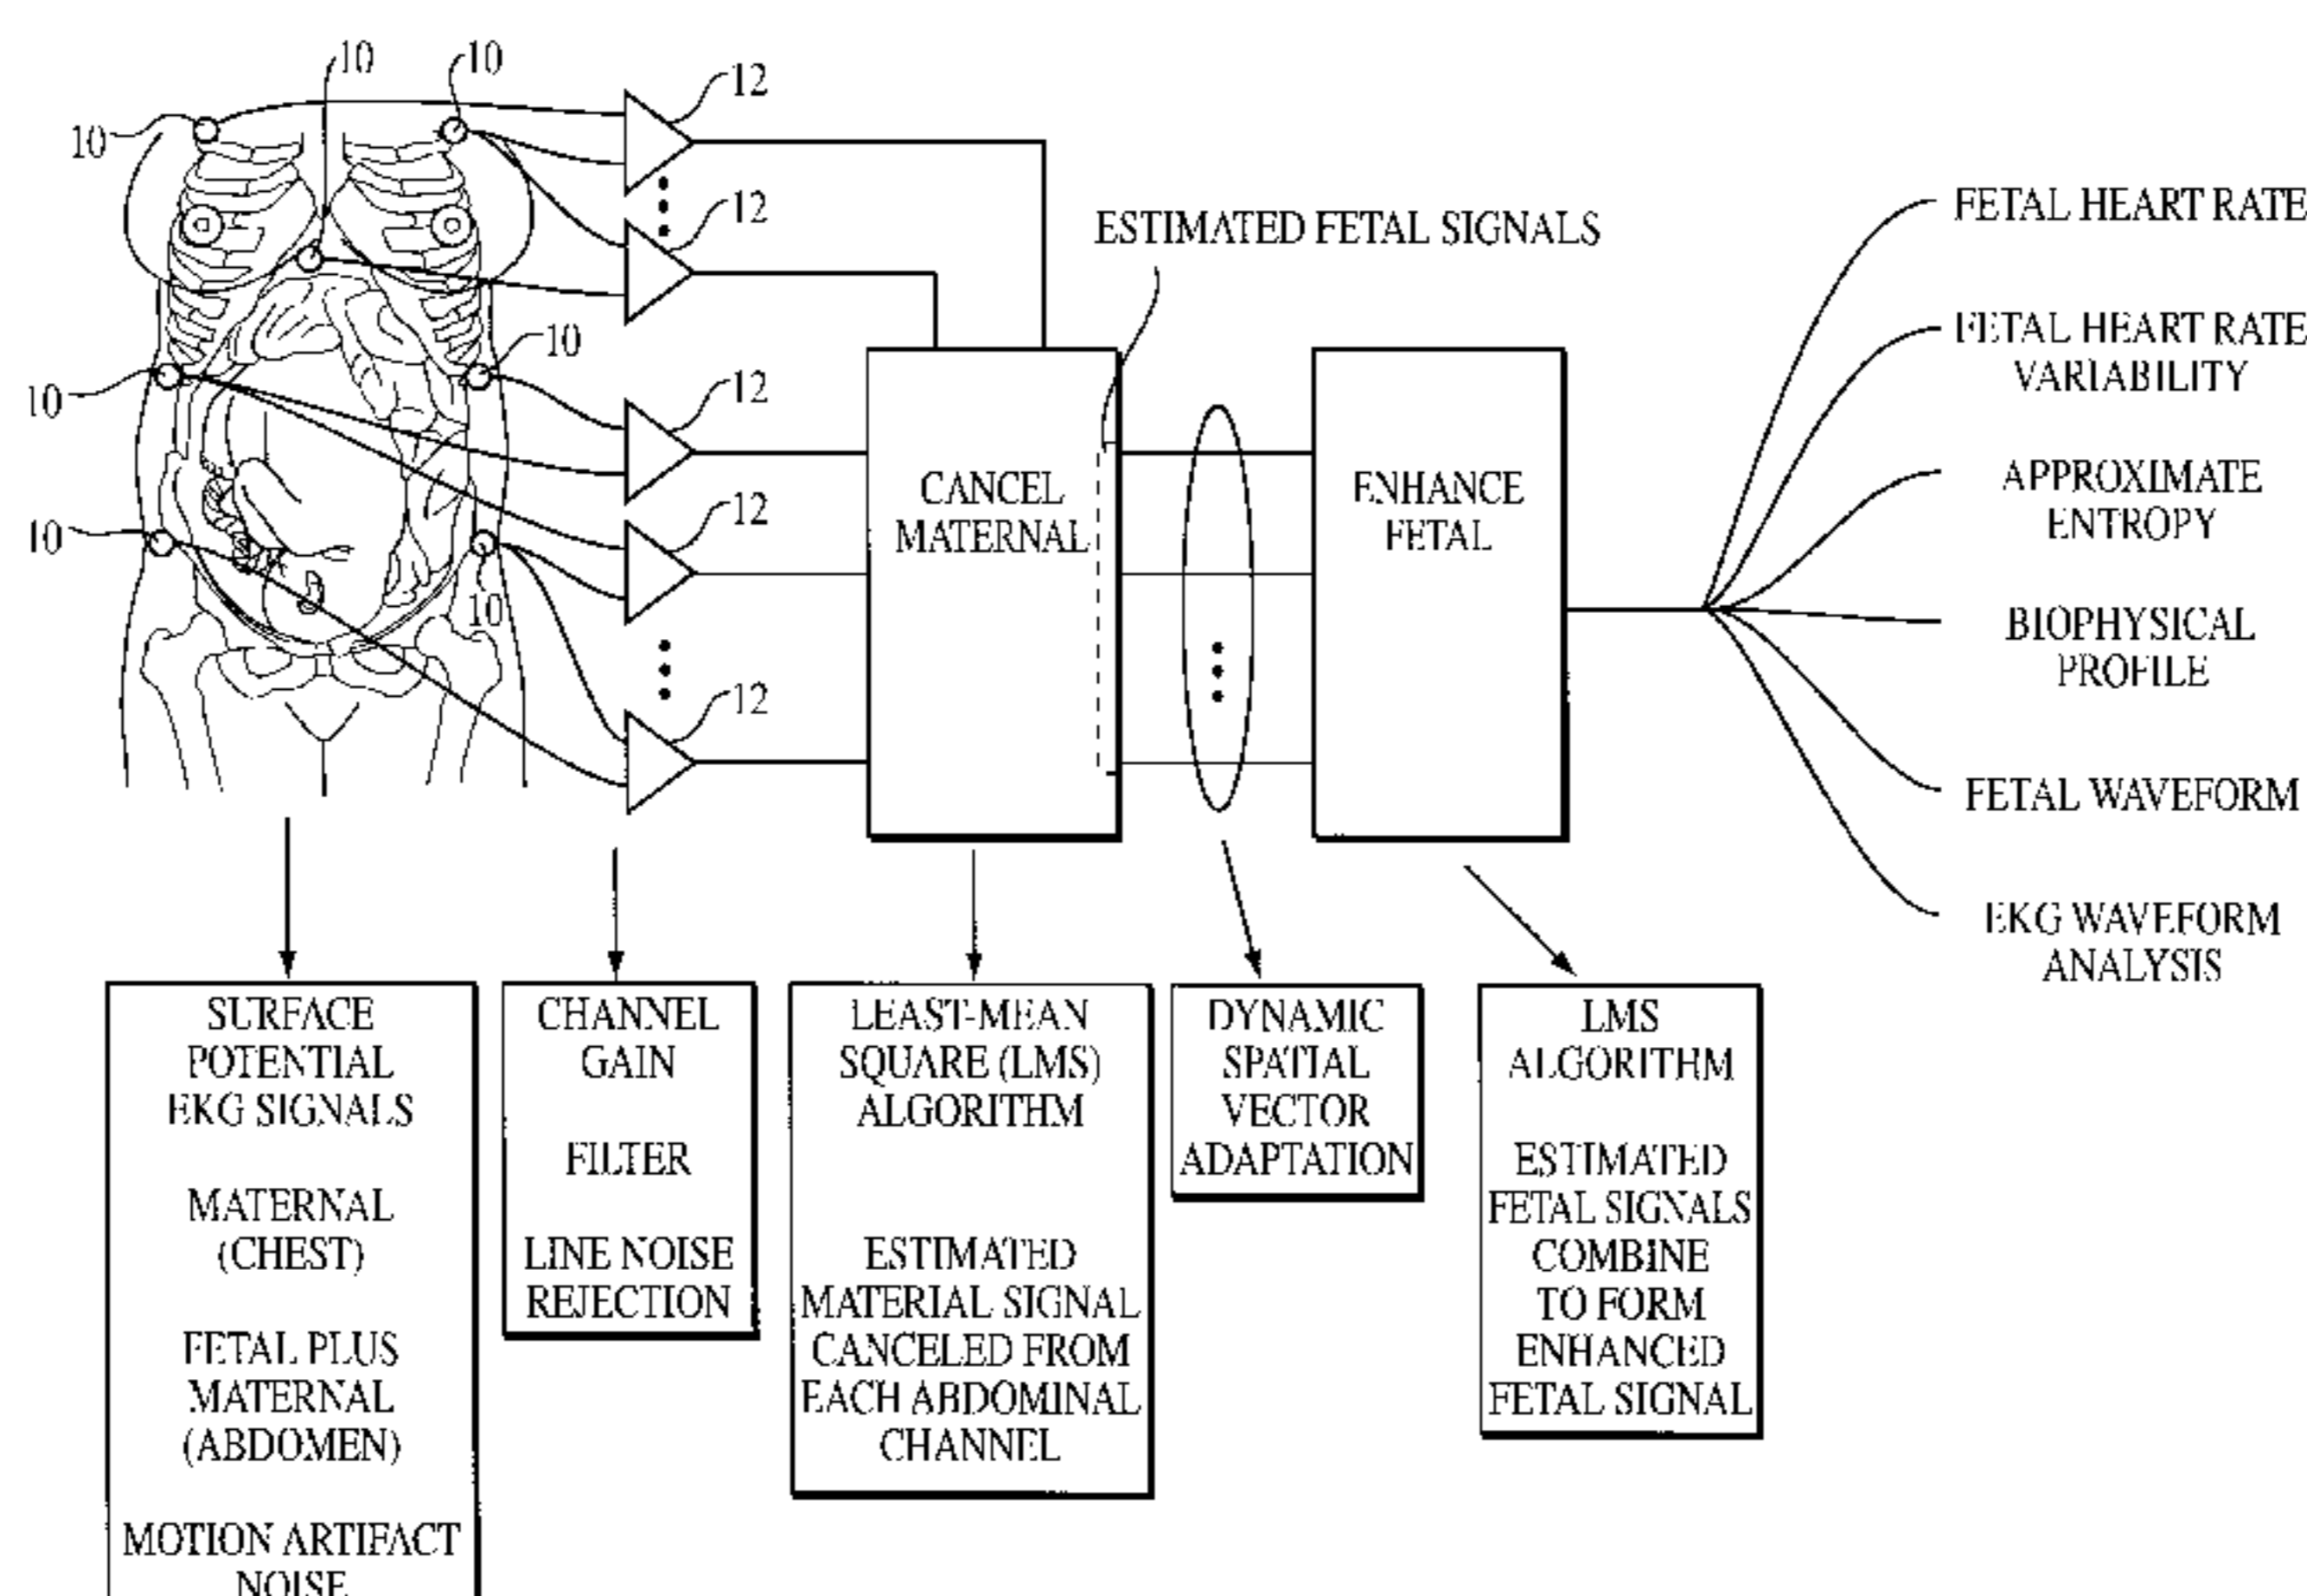 10
10
10
12
12
ESTIMATED FETAL SIGNALS
10
10
12
12
10
10
12
CANCEL
MATERNAL
ENHANCE
FETAL
FETAL HEART RATE
FETAL HEART RATE
VARIABILITY
APPROXIMATE
ENTROPY
BIOPHYSICAL
PROFILE
FETAL WAVEFORM
EKG WAVEFORM
ANALYSIS
SURFACE
POTENTIAL
EKG SIGNALS
MATERNAL
(CHEST)
FETAL PLUS
MATERNAL
(ABDOMEN)
MOTION ARTIFACT
NOISE
CHANNEL
GAIN
FILTER
LINE NOISE
REJECTION
LEAST-MEAN
SQUARE (LMS)
ALGORITHM
ESTIMATED
MATERIAL SIGNAL
CANCELED FROM
EACH ABDOMINAL
CHANNEL
DYNAMIC
SPATIAL
VECTOR
ADAPTATION
LMS
ALGORITHM
ESTIMATED
FETAL SIGNALS
COMBINE
TO FORM
ENHANCED
FETAL SIGNAL